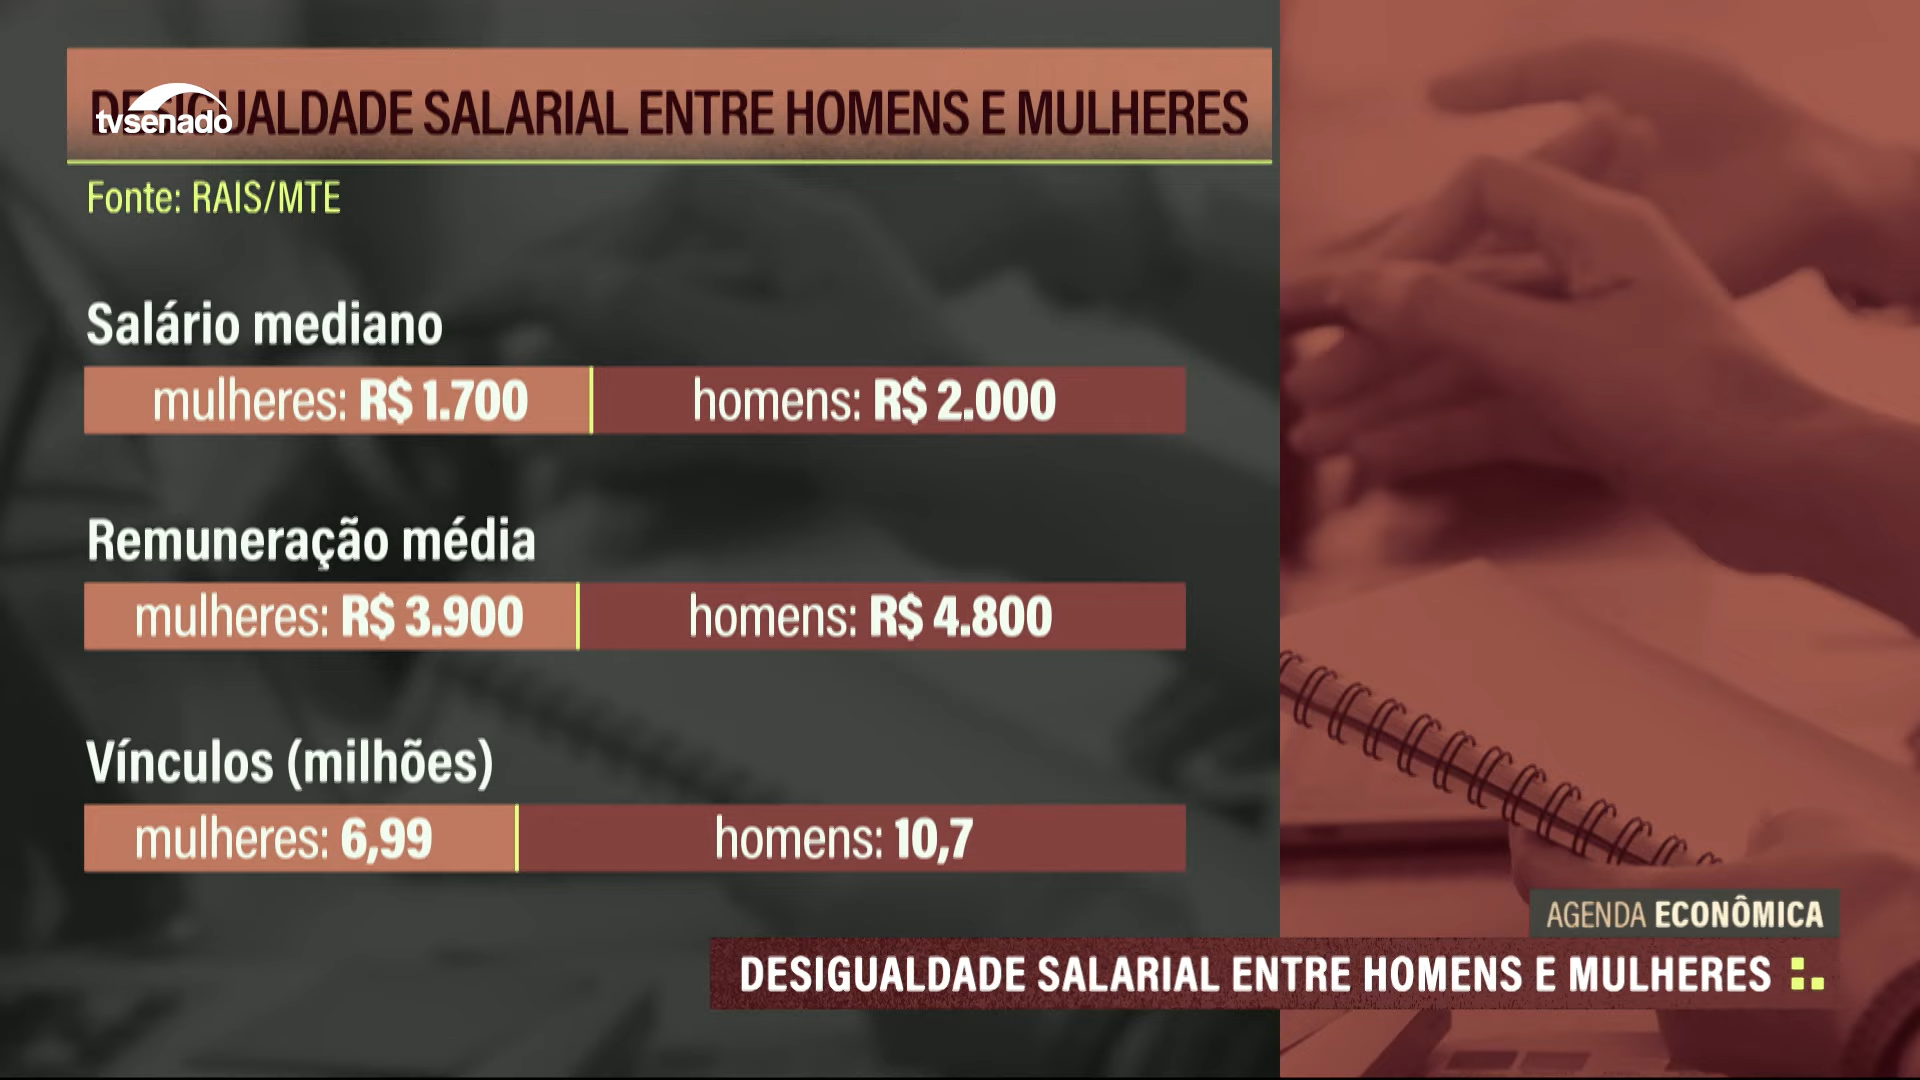 DESIGUALDADE SALARIAL ENTRE HOMENS E MULHERES
tvsenado
Fonte: RAIS/MTE
Salário mediano
mulheres: R$ 1.700 homens: R$ 2.000
Remuneração média
mulheres: R$ 3.900 homens: R$ 4.800
Vínculos (milhões)
mulheres: 6,99 homens: 10,7
AGENDA ECONÔMICA
DESIGUALDADE SALARIAL ENTRE HOMENS E MULHERES